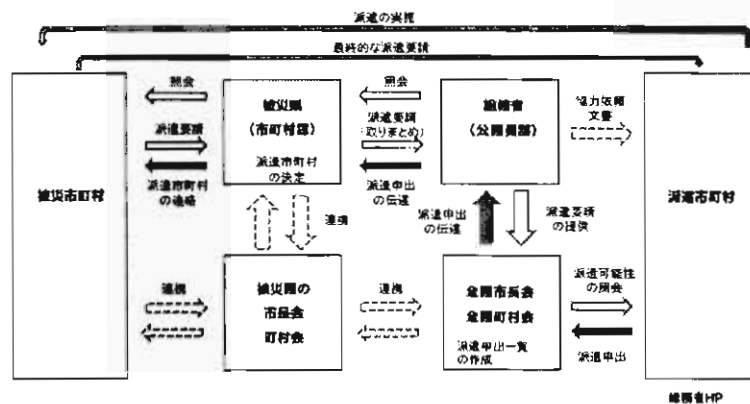 派遣の実施
最終的な派遣要請
照会
派遣要請
派遣市町村
の連絡
被災市町村
被災県
(市町村課)
派遣市町村
の決定
照会
派遣要請
(取りまとめ)
派遣申出
の伝達
総務省
(公務員部)
協力依頼
文書
派遣市町村
連携
派遣申出
の伝達
派遣要請
の提供
連携
被災県の
市長会
町村会
連携
全国市長会
全国町村会
派遣申出一覧
の作成
派遣可能性
の照会
派遣申出
総務省HP